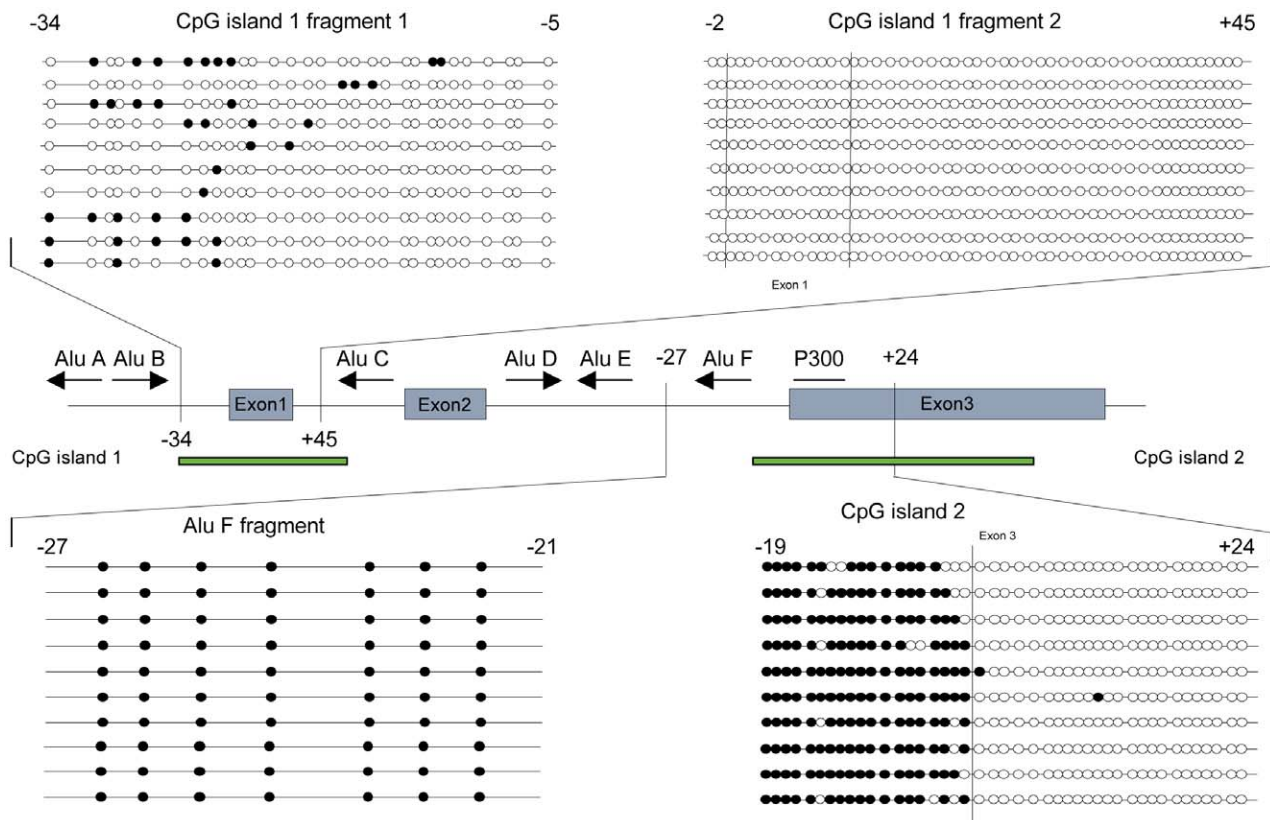 -34 CpG island 1 fragment 1 -5
-2 CpG island 1 fragment 2 +45
Exon 1
Alu A Alu B Alu C Alu D Alu E -27 Alu F P300 +24
Exon1 Exon2 Exon3
-34 +45
CpG island 1 CpG island 2
Alu F fragment
-27 -21
CpG island 2
Exon 3
-19 +24